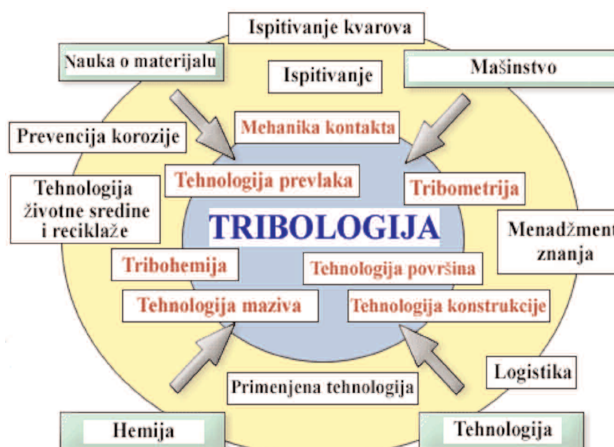 Ispitivanje kvarova
Nauka o materijalu
Ispitivanje
Mašinstvo
Mehanika kontakta
Prevencija korozije
Tehnologija prevlaka
Tribometrija
Tehnologija
životne sredine
i reciklaže
TRIBOLOGIJA
Menadžment
znanja
Tribohemija
Tehnologija površina
Tehnologija maziva
Tehnologija konstrukcije
Logistika
Primenjena tehnologija
Hemija
Tehnologija